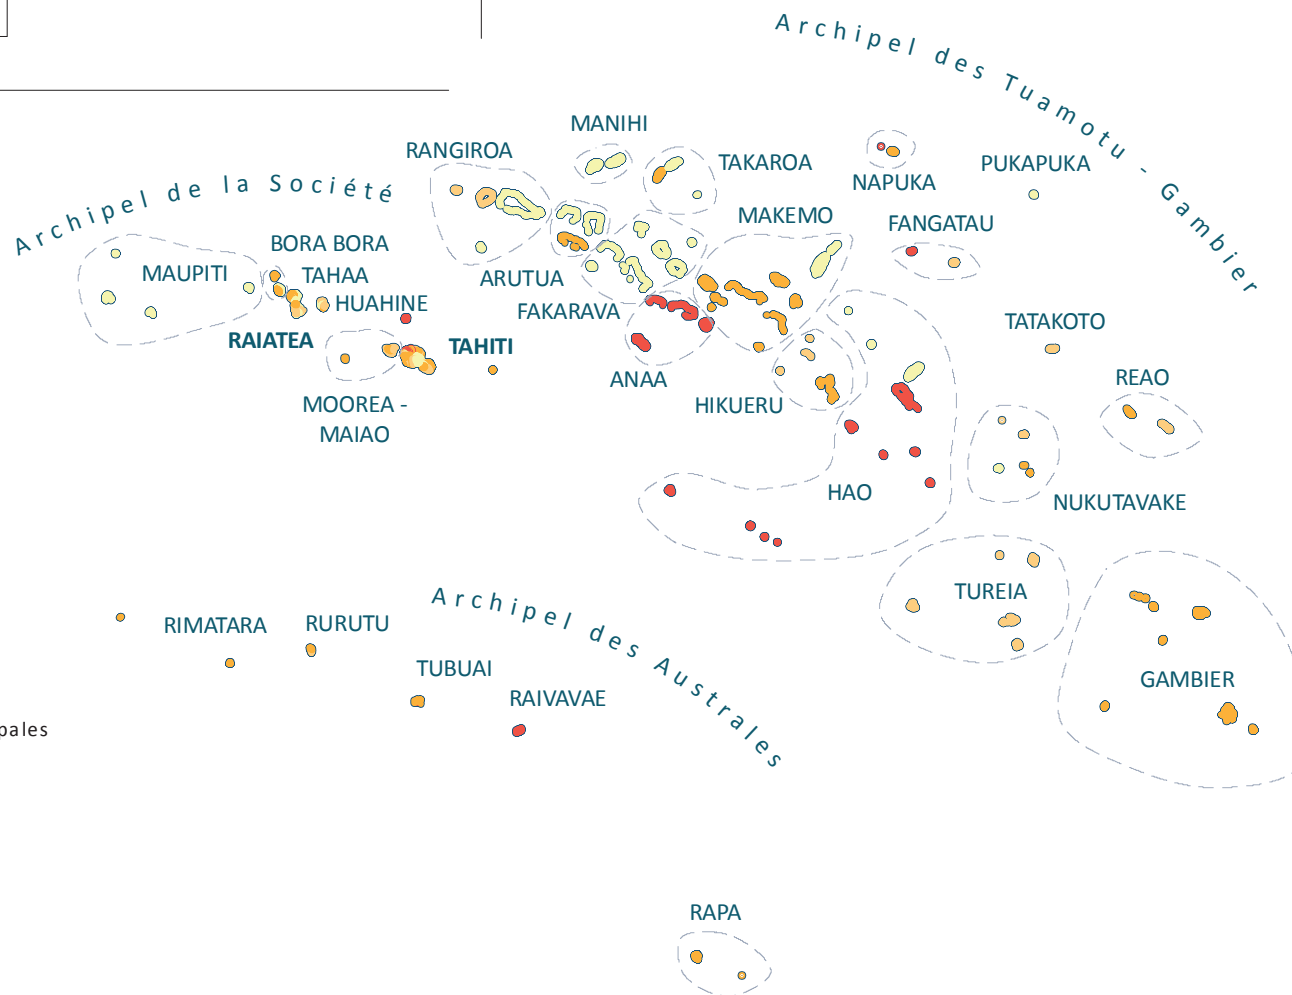 Archipel des Tuamotu - Gambier
MANIHI
RANGIROA
TAKAROA
PUKAPUKA
NAPUKA
Archipel de la Société
MAKEMO
FANGATAU
BORA BORA
MAUPITI
TAHAA
ARUTUA
HUAHINE
FAKARAVA
TATAKOTO
RAIATEA
TAHITI
ANAA
REAO
MOOREA -
MAIAO
HIKUERU
HAO
NUKUTAVAKE
TUREIA
Archipel des Australes
RIMATARA
RURUTU
TUBUAI
GAMBIER
RAIVAVAE
pales
RAPA